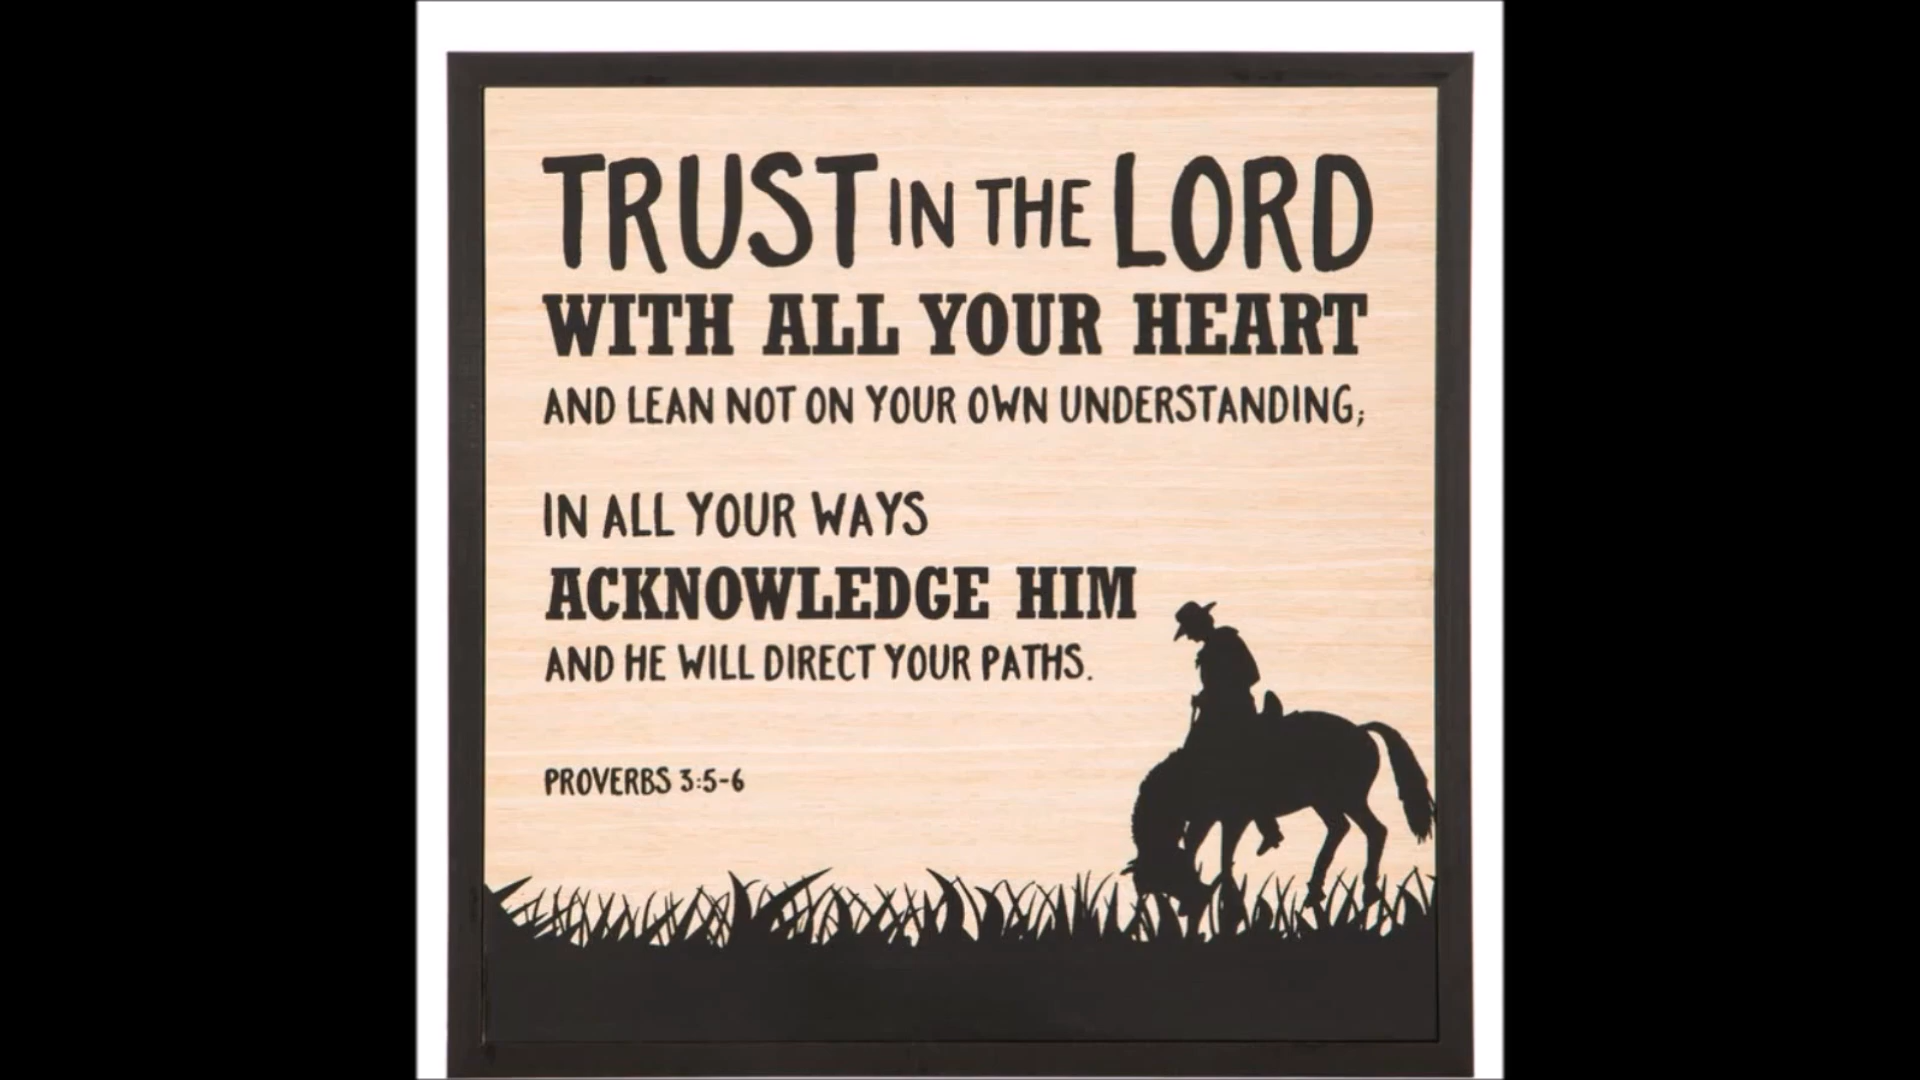 TRUST IN THE LORD
WITH ALL YOUR HEART
AND LEAN NOT ON YOUR OWN UNDERSTANDING;
IN ALL YOUR WAYS
ACKNOWLEDGE HIM
AND HE WILL DIRECT YOUR PATHS.
PROVERBS 3:5-6